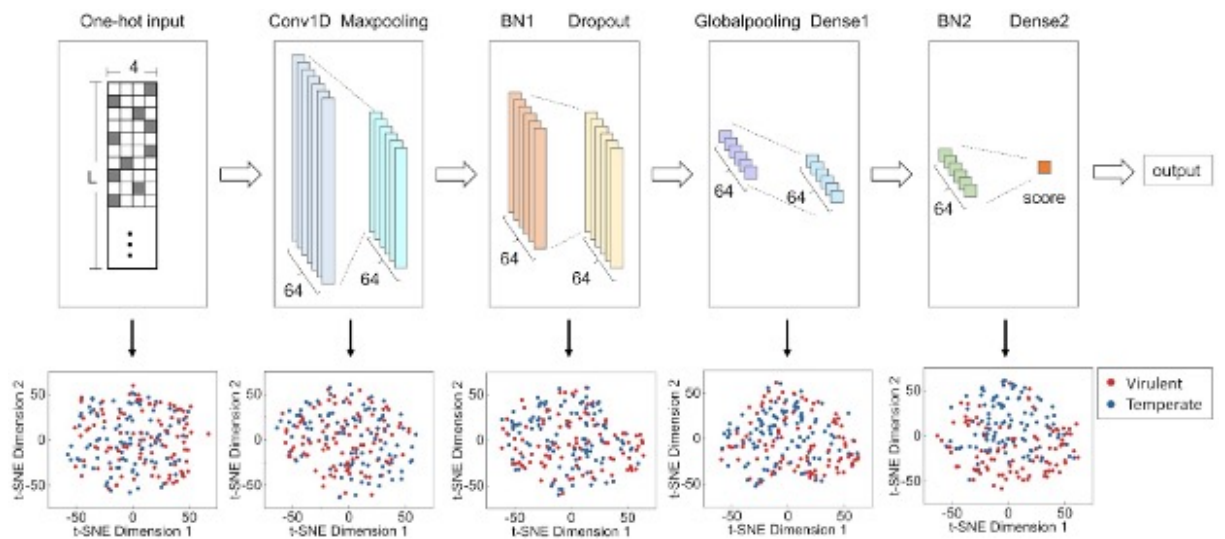 One-hot input
Conv1D Maxpooling
BN1 Dropout
Globalpooling Dense1
BN2 Dense2
4
L
64
64
64
64
64
64
64
score
output
t-SNE Dimension 2
50
0
-50
-50 0 50
t-SNE Dimension 1
t-SNE Dimension 2
50
0
-50
-50 0 50
t-SNE Dimension 1
t-SNE Dimension 2
50
0
-50
-50 0 50
t-SNE Dimension 1
t-SNE Dimension 2
50
0
-50
-50 0 50
t-SNE Dimension 1
t-SNE Dimension 2
50
0
-50
-50 0 50
t-SNE Dimension 1
Virulent
Temperate